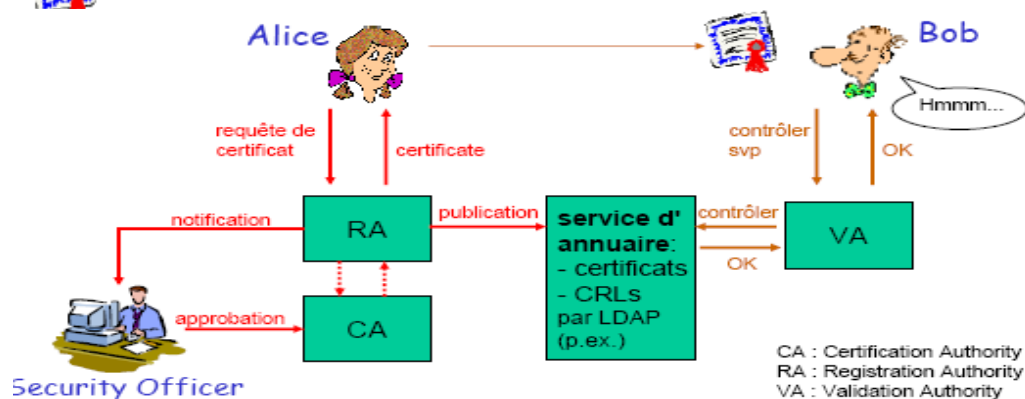 Alice
Bob
Hmmm...
requête de
certificat
certificate
contrôler
svp
OK
notification
RA
publication
service d'
annuaire:
- certificats
- CRLs
par LDAP
(p.ex.)
contrôler
OK
VA
approbation
CA
Security Officer
CA : Certification Authority
RA : Registration Authority
VA : Validation Authority